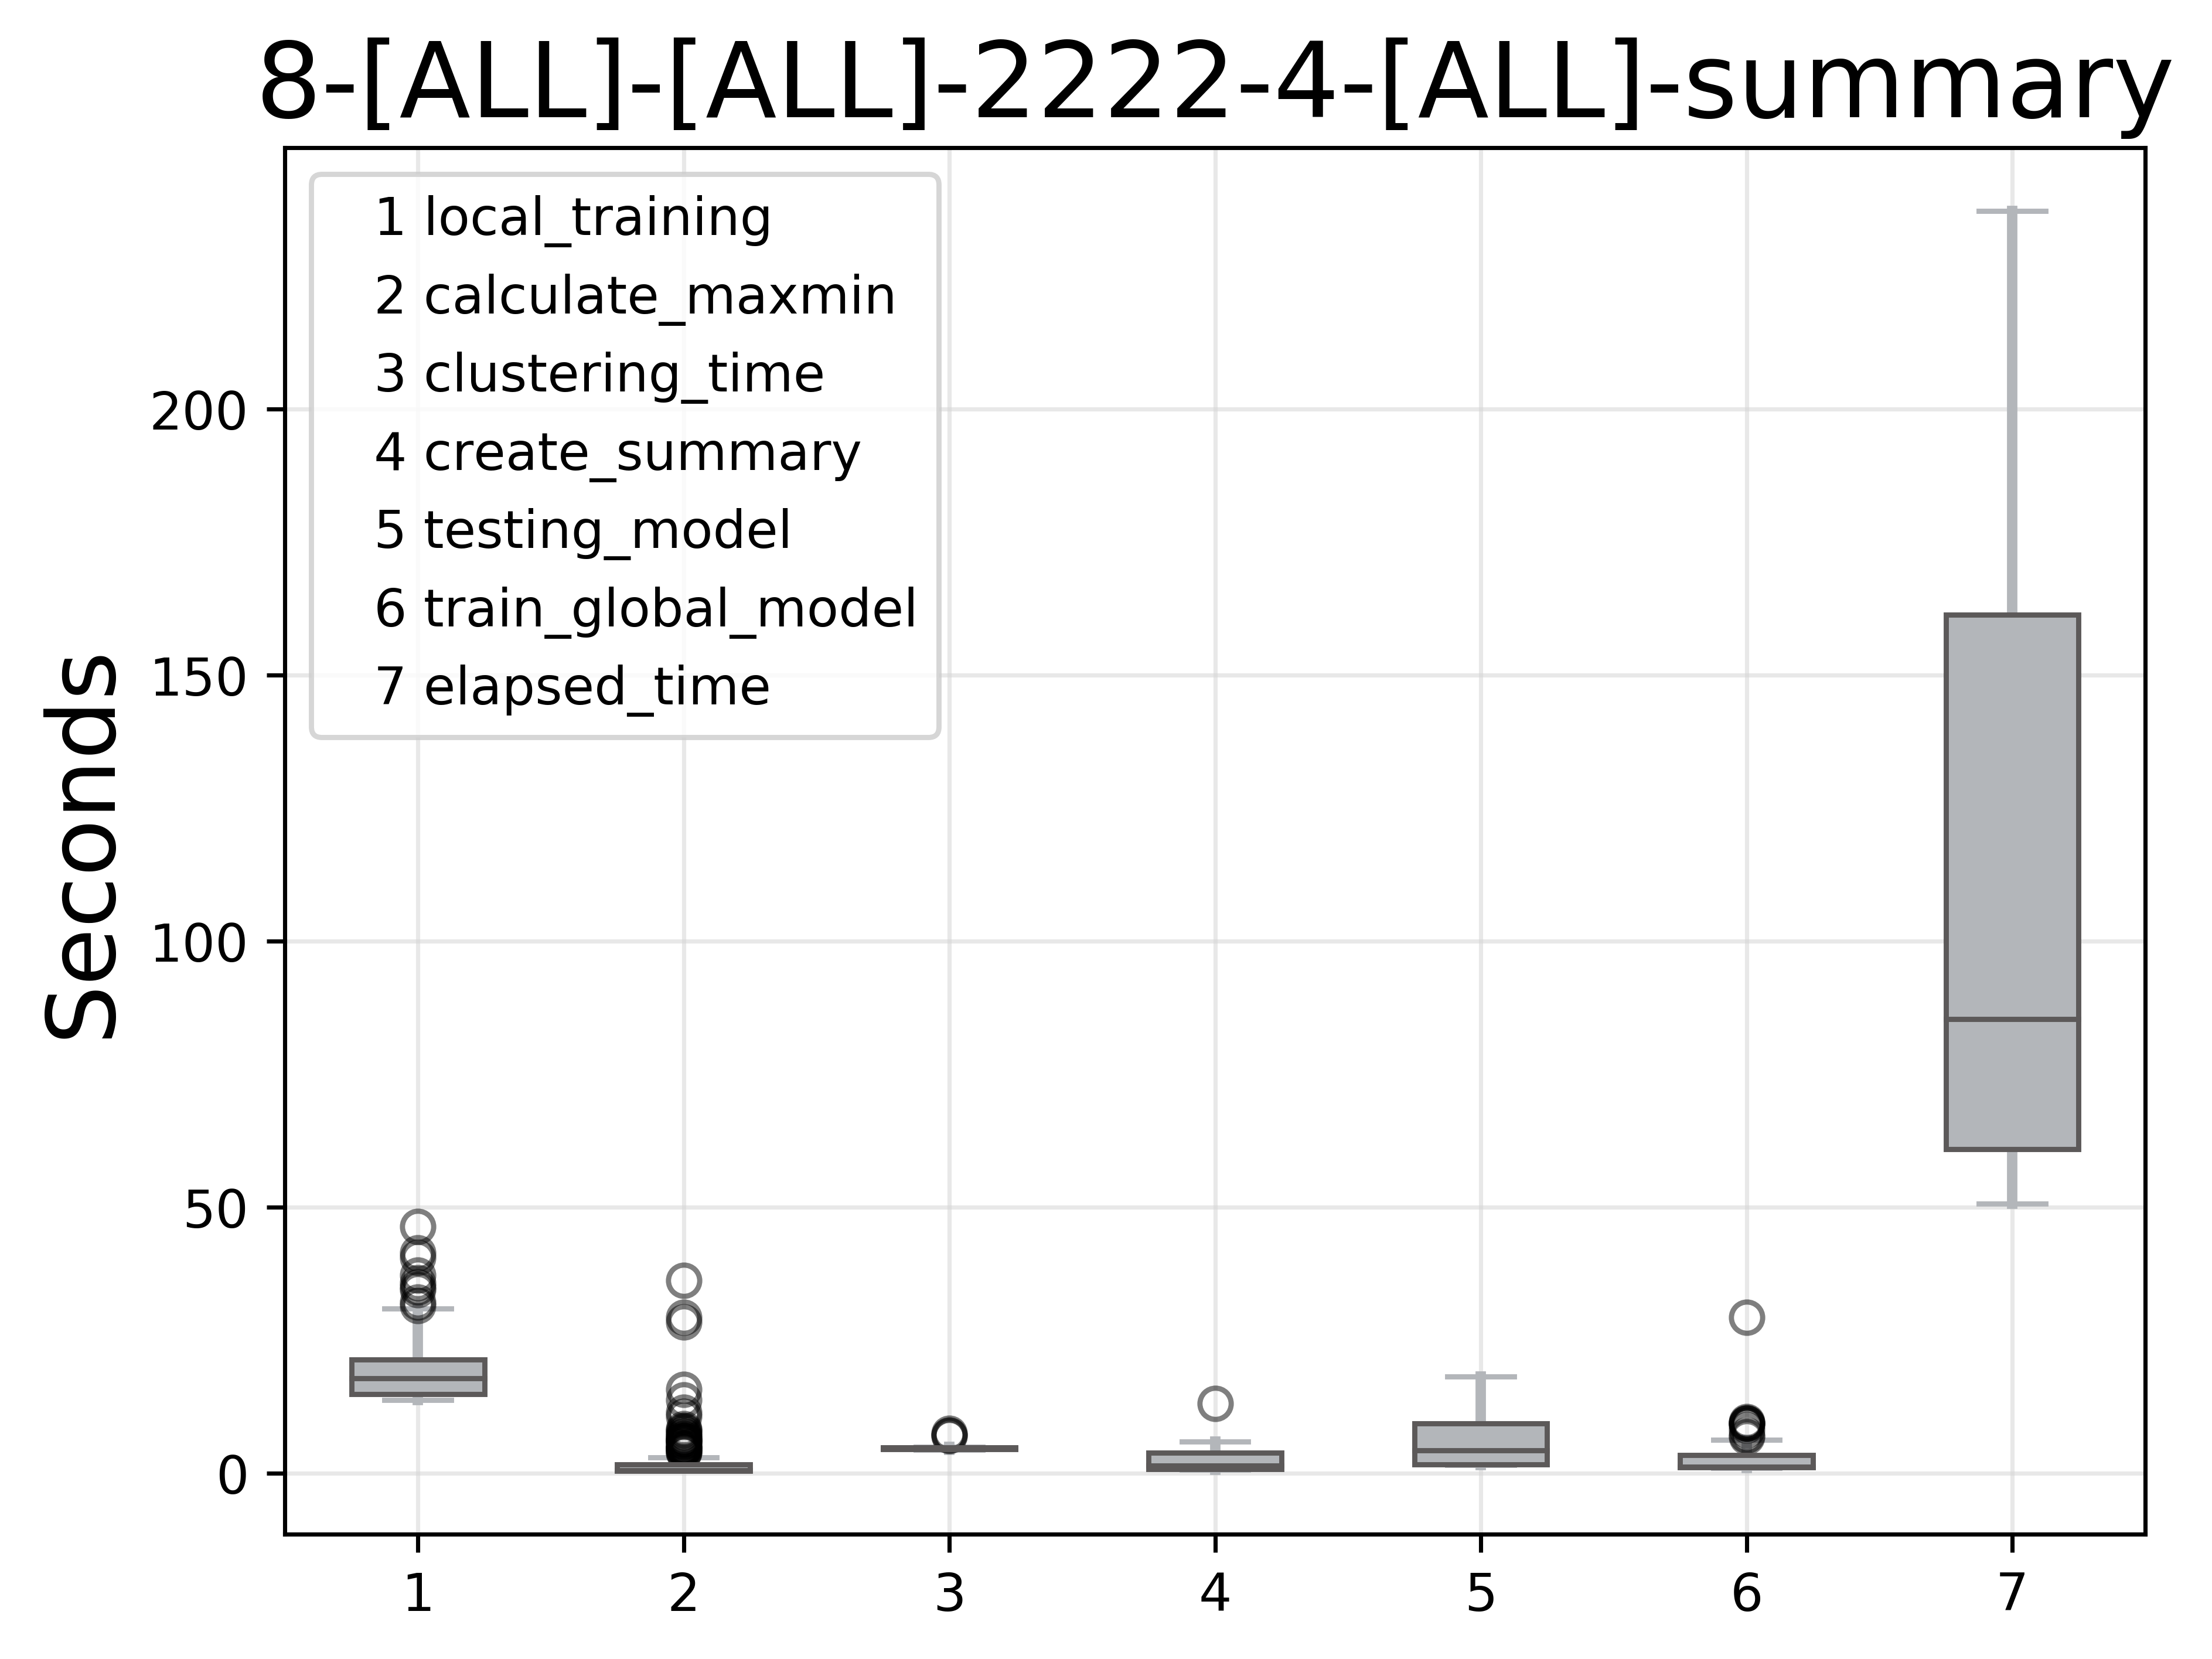 8-[ALL]-[ALL]-2222-4-[ALL]-summary
1 local_training
2 calculate_maxmin
3 clustering_time
4 create_summary
5 testing_model
6 train_global_model
7 elapsed_time
Seconds
200
150
100
50
0
1 2 3 4 5 6 7